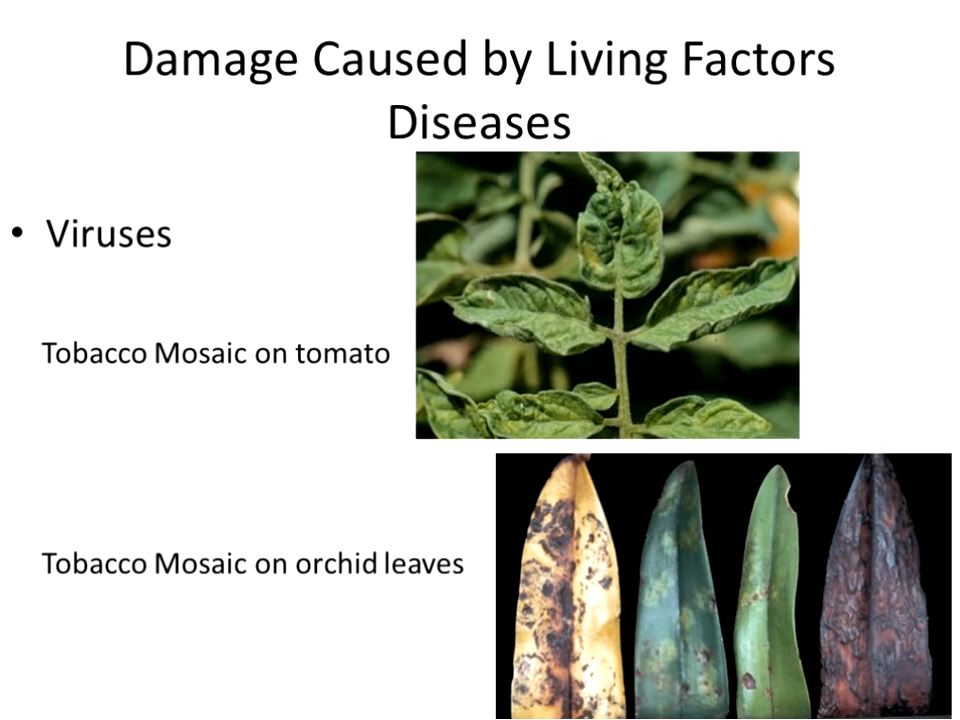 Damage Caused by Living Factors
Diseases
• Viruses
Tobacco Mosaic on tomato
Tobacco Mosaic on orchid leaves